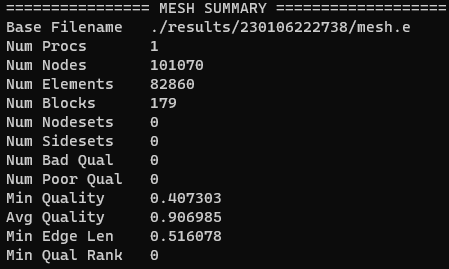 ================ MESH SUMMARY ===================
Base Filename   ./results/230106222738/mesh.e
Num Procs       1
Num Nodes       101070
Num Elements    82860
Num Blocks      179
Num Nodesets    0
Num Sidesets    0
Num Bad Qual    0
Num Poor Qual   0
Min Quality     0.407303
Avg Quality     0.906985
Min Edge Len    0.516078
Min Qual Rank   0